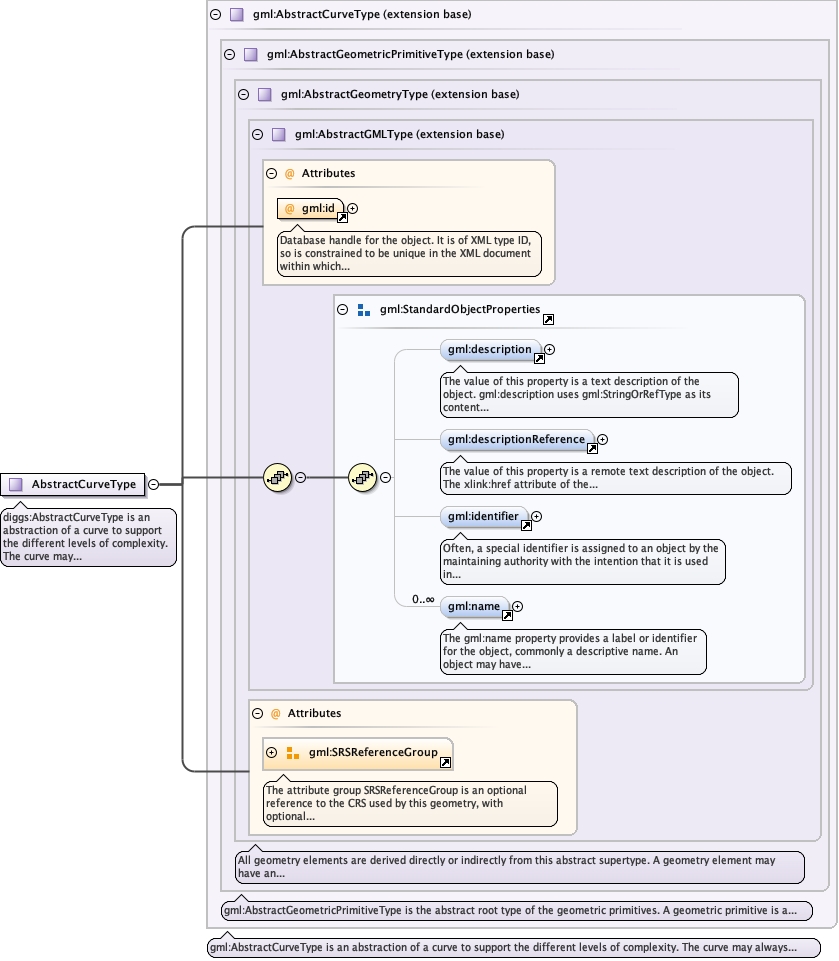 gml:AbstractCurveType (extension base)
gml:AbstractGeometricPrimitiveType (extension base)
gml:AbstractGeometryType (extension base)
gml:AbstractGMLType (extension base)
@ Attributes
@ gml:id
Database handle for the object. It is of XML type ID,
so is constrained to be unique in the XML document
within which...
gml:StandardObjectProperties
gml:description
The value of this property is a text description of the
object. gml:description uses gml:StringOrRefType as its
content...
gml:descriptionReference
The value of this property is a remote text description of the object.
The xlink:href attribute of the...
AbstractCurveType
diggs:AbstractCurveType is an
abstraction of a curve to support
the different levels of complexity.
The curve may...
gml:identifier
Often, a special identifier is assigned to an object by the
maintaining authority with the intention that it is used
in...
0..∞
gml:name
The gml:name property provides a label or identifier
for the object, commonly a descriptive name. An
object may have...
@ Attributes
gml:SRSReferenceGroup
The attribute group SRSReferenceGroup is an optional
reference to the CRS used by this geometry, with
optional...
All geometry elements are derived directly or indirectly from this abstract supertype. A geometry element may
have an...
gml:AbstractGeometricPrimitiveType is the abstract root type of the geometric primitives. A geometric primitive is a...
gml:AbstractCurveType is an abstraction of a curve to support the different levels of complexity. The curve may always...